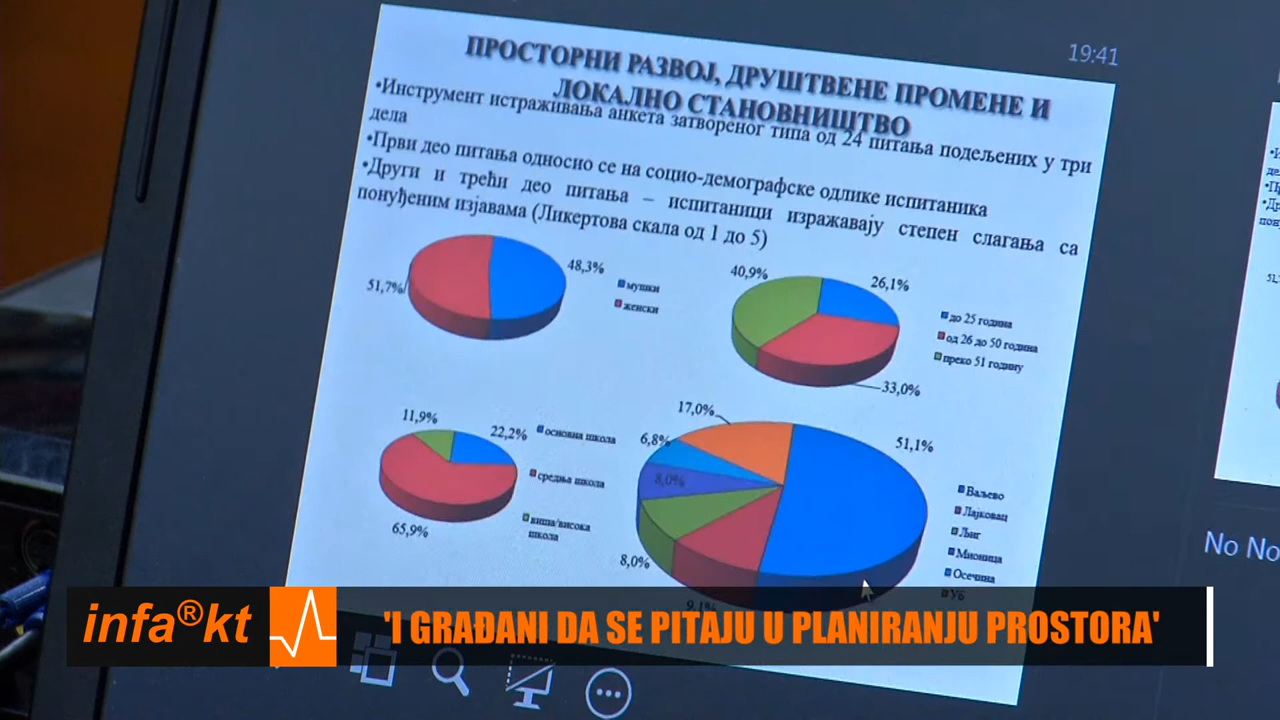 19:41
ПРОСТОРНИ РАЗВОЈ, ДРУШТВЕНЕ ПРОМЕНЕ И
ЛОКАЛНО СТАНОВНИШТВО
•Инструмент истраживања анкета затвореног типа од 24 питања подељених у три
дела
•Први део питања односио се на социо-демографске одлике испитаника
•Други и трећи део питања – испитаници изражавају степен слагања са
понуђеним изјавама (Ликертова скала од 1 до 5)
48,3%
51,7%
мушки
женски
40,9%
26,1%
33,0%
до 25 година
од 26 до 50 година
преко 51 годину
11,9%
22,2%
65,9%
основна школа
средња школа
виша/висока
школа
17,0%
6,8%
51,1%
8,0%
8,0%
9,1%
Ваљево
Лајковац
Љиг
Мионица
Осечина
Уб
No No
infa®kt
'I GRAĐANI DA SE PITAJU U PLANIRANJU PROSTORA'